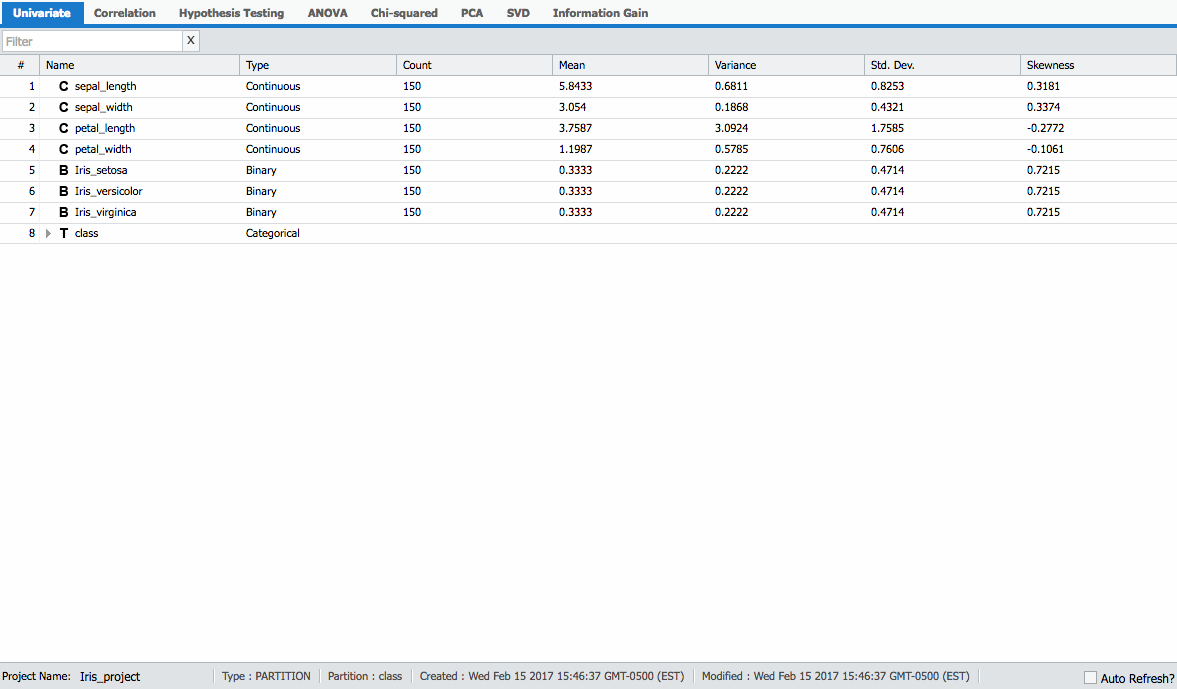 Univariate Correlation Hypothesis Testing ANOVA Chi-squared PCA SVD Information Gain
Filter X
# Name Type Count Mean Variance Std. Dev. Skewness
1 C sepal_length Continuous 150 5.8433 0.6811 0.8253 0.3181
2 C sepal_width Continuous 150 3.054 0.1868 0.4321 0.3374
3 C petal_length Continuous 150 3.7587 3.0924 1.7585 -0.2772
4 C petal_width Continuous 150 1.1987 0.5785 0.7606 -0.1061
5 B Iris_setosa Binary 150 0.3333 0.2222 0.4714 0.7215
6 B Iris_versicolor Binary 150 0.3333 0.2222 0.4714 0.7215
7 B Iris_virginica Binary 150 0.3333 0.2222 0.4714 0.7215
8 T class Categorical
Project Name: Iris_project Type : PARTITION Partition : class Created : Wed Feb 15 2017 15:46:37 GMT-0500 (EST) Modified : Wed Feb 15 2017 15:46:37 GMT-0500 (EST) Auto Refresh?